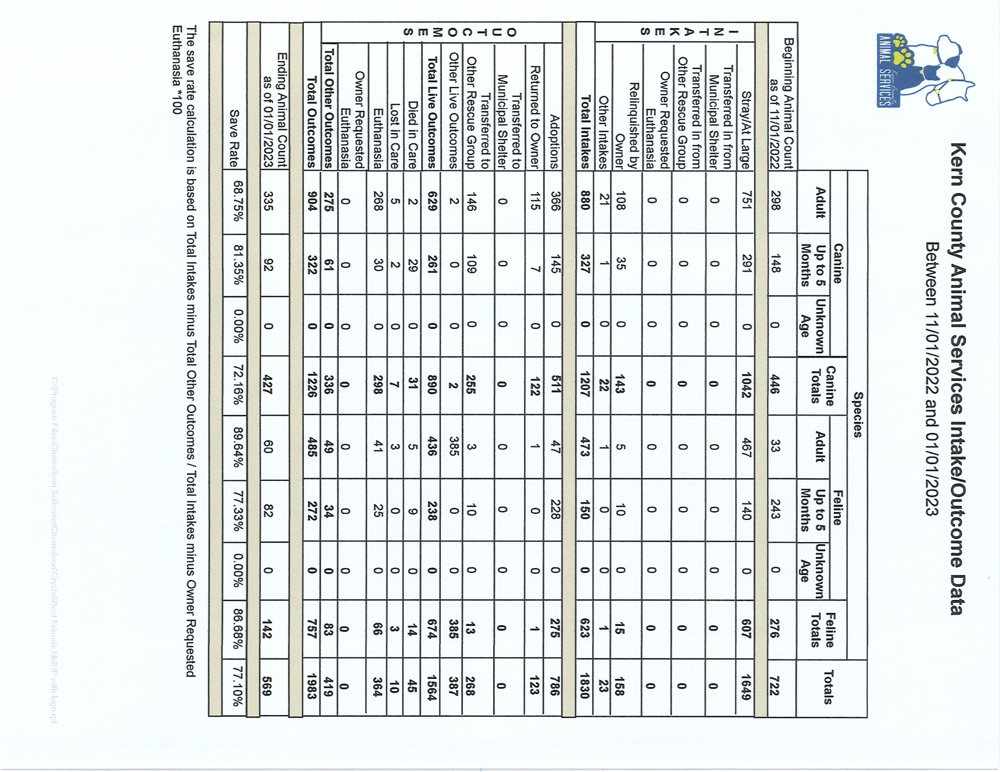 Kern County
ANIMAL SERVICES
Kern County Animal Services Intake/Outcome Data
Between 11/01/2022 and 01/01/2023
Species
Canine Canine Totals Feline Feline Totals Totals
Adult Up to 5 Months Unknown Age Adult Up to 5 Months Unknown Age
Beginning Animal Count
as of 11/01/2022 298 148 0 446 33 243 0 276 722
INTAKES
Stray/At Large 751 291 0 1042 467 140 0 607 1649
Transferred in from
Municipal Shelter 0 0 0 0 0 0 0 0 0
Transferred in from
Other Rescue Group 0 0 0 0 0 0 0 0 0
Owner Requested
Euthanasia 0 0 0 0 0 0 0 0 0
Relinquished by
Owner 108 35 0 143 5 10 0 15 158
Other Intakes 21 1 0 22 1 0 0 1 23
Total Intakes 880 327 0 1207 473 150 0 623 1830
OUTCOMES
Adoptions 366 145 0 511 47 228 0 275 786
Returned to Owner 115 7 0 122 1 0 0 1 123
Transferred to
Municipal Shelter 0 0 0 0 0 0 0 0 0
Transferred to
Other Rescue Group 146 109 0 255 3 10 0 13 268
Other Live Outcomes 2 0 0 2 385 0 0 385 387
Total Live Outcomes 629 261 0 890 436 238 0 674 1564
Died in Care 2 29 0 31 5 9 0 14 45
Lost in Care 5 2 0 7 3 0 0 3 10
Euthanasia 268 30 0 298 41 25 0 66 364
Owner Requested
Euthanasia 0 0 0 0 0 0 0 0 0
Total Other Outcomes 275 61 0 336 49 34 0 83 419
Total Outcomes 904 322 0 1226 485 272 0 757 1983
Ending Animal Count
as of 01/01/2023 335 92 0 427 60 82 0 142 569
Save Rate 68.75% 81.35% 0.00% 72.16% 89.64% 77.33% 0.00% 86.68% 77.10%
The save rate calculation is based on Total Intakes minus Total Other Outcomes / Total Intakes minus Owner Requested
Euthanasia *100
C:\Program Files\Chameleon Software\Chameleon\Crystal\Best Friends NMHP with logo.rpt